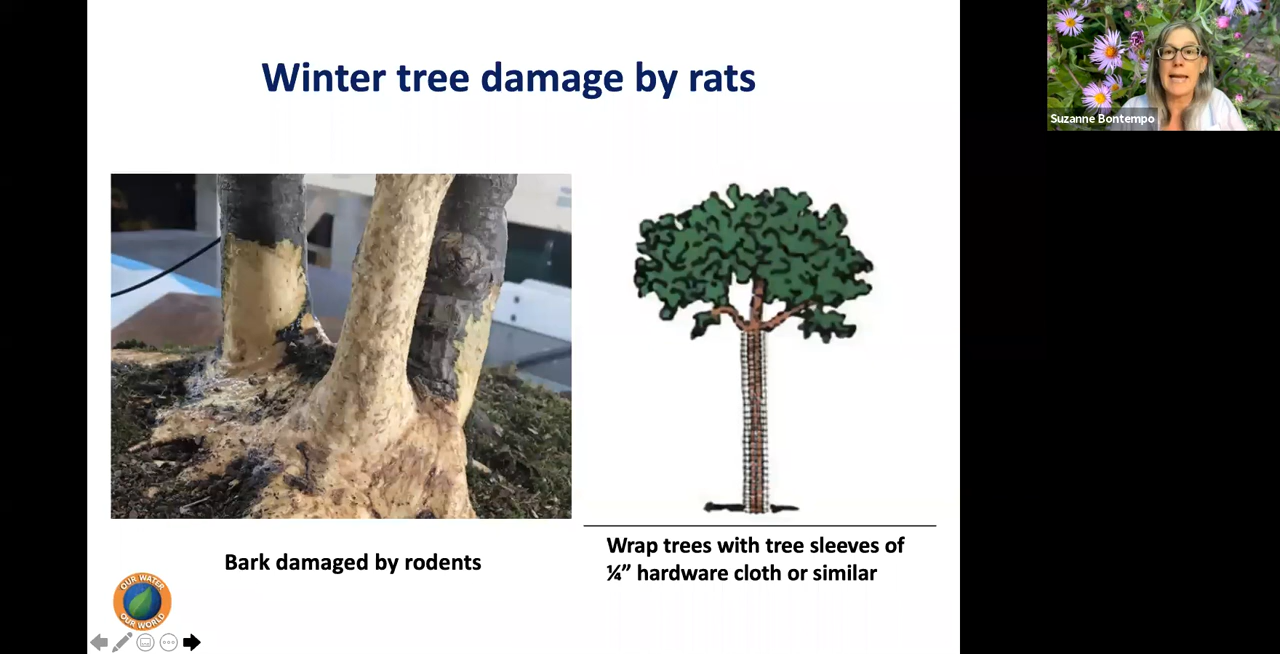 Winter tree damage by rats
Suzanne Bontempo
Bark damaged by rodents
Wrap trees with tree sleeves of
¼” hardware cloth or similar
OUR WATER
OUR WORLD